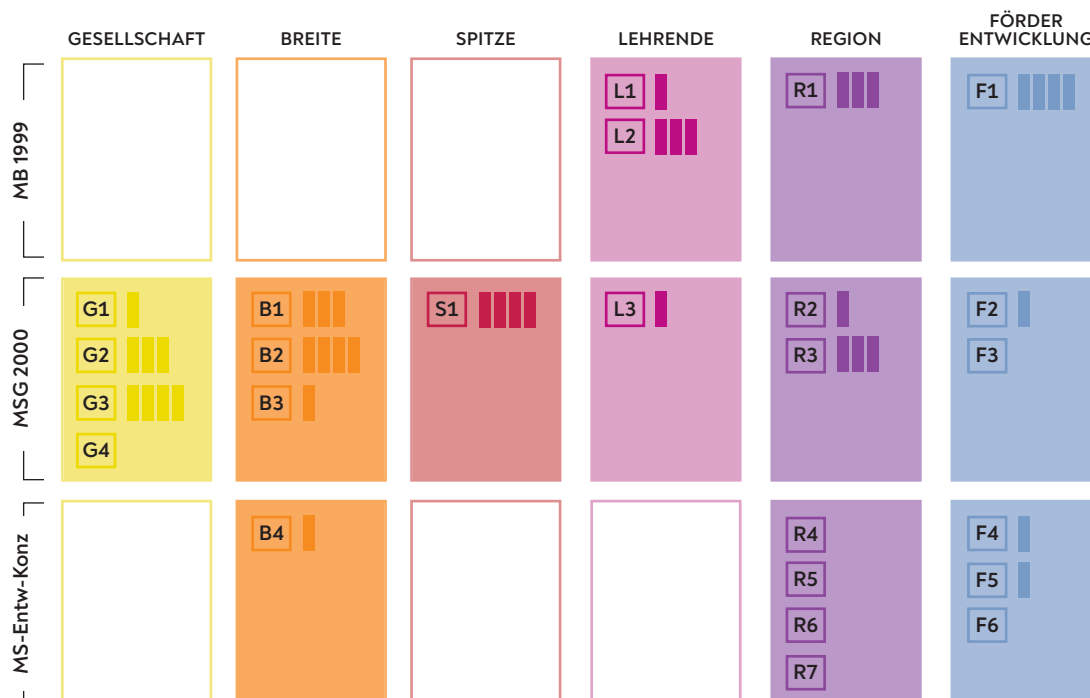 GESELLSCHAFT
BREITE
SPITZE
LEHRENDE
REGION
FÖRDER
ENTWICKLUNG
MB 1999
L1
L2
R1
F1
MSG 2000
G1
G2
G3
G4
B1
B2
B3
S1
L3
R2
R3
F2
F3
MS-Entw-Konz
B4
R4
R5
R6
R7
F4
F5
F6